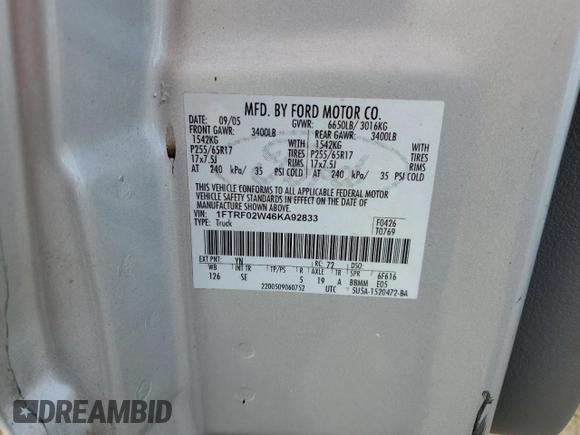 MFD. BY FORD MOTOR CO.
DATE 09/05 GVWR: 6650LB/ 3016KG
FRONT GAWR: 3400LB REAR GAWR: 3400LB
1542KG WITH 1542KG WITH
P255/65R17 TIRES P255/65R17 TIRES
17x7.5J RIMS 17x7.5J RIMS
AT 240 kPa/ 35 PSI COLD AT 240 kPa/ 35 PSI COLD
THIS VEHICLE CONFORMS TO ALL APPLICABLE FEDERAL MOTOR
VEHICLE SAFETY STANDARDS IN EFFECT ON THE DATE OF
MANUFACTURE SHOWN ABOVE.
VIN: 1FTRF02W46KA92833 F0426
TYPE: Truck T0769
EXT PNT: YN RC: 72 DSO
WB INT TR TP/PS R AXLE TR SPR 6F616
126 SE 5 19 A BBMM E05
2200509060752 UTC 5U5A-1520472-BA
DREAMBID